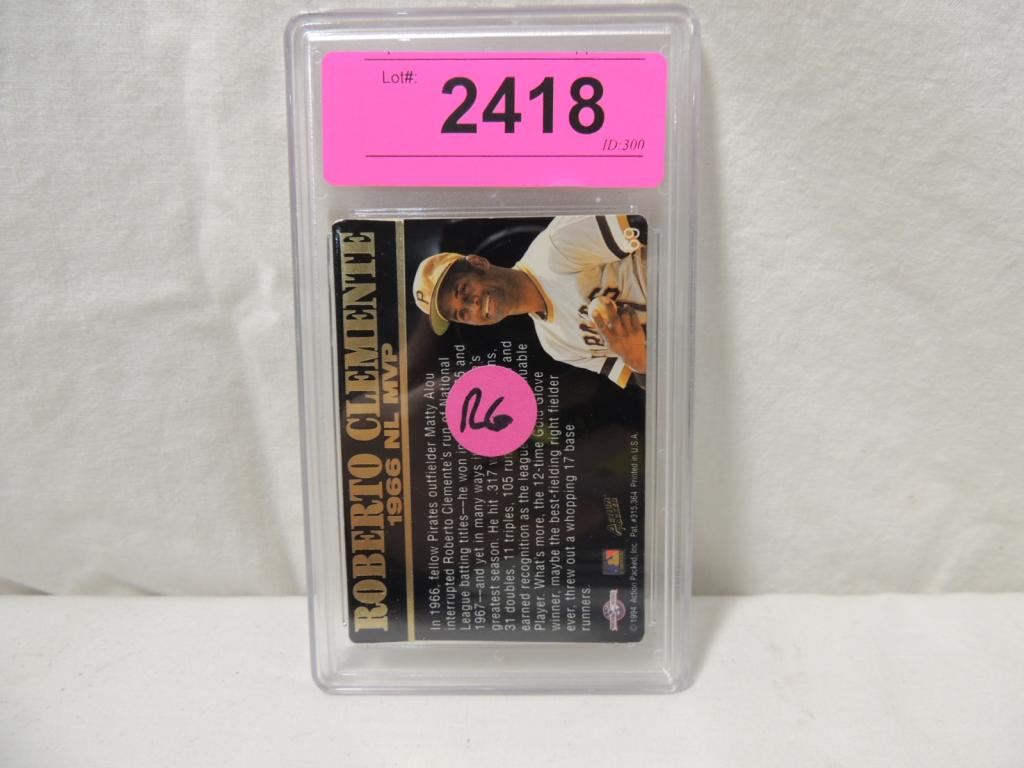 Lot#:
2418
ID:300
ROBERTO CLEMENTE
1966 NL MVP
In 1966, fellow Pirates outfielder Matty Alou
interrupted Roberto Clemente's run of National
League batting titles—he won in and
1967—and yet in many ways
greatest season. He hit .317
31 doubles, 11 triples, 105 and
earned recognition as the league
Player. What's more, the 12-time Gold Glove
winner, maybe the best-fielding right fielder
ever, threw out a whopping 17 base
runners.
69
P
R6
©1994 Action Packed, Inc. Pat. #315,364 Printed in U.S.A.